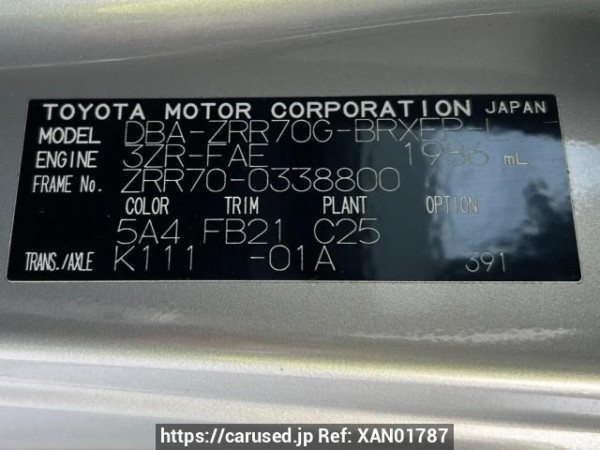 TOYOTA MOTOR CORPORATION JAPAN
MODEL DBA-ZRR70G-BRXEP-L
ENGINE 3ZR-FAE 1986 mL
FRAME No. ZRR70-0338800
COLOR TRIM PLANT OPTION
5A4 FB21 C25
TRANS./AXLE K111 -01A 391
https://carused.jp Ref: XAN01787